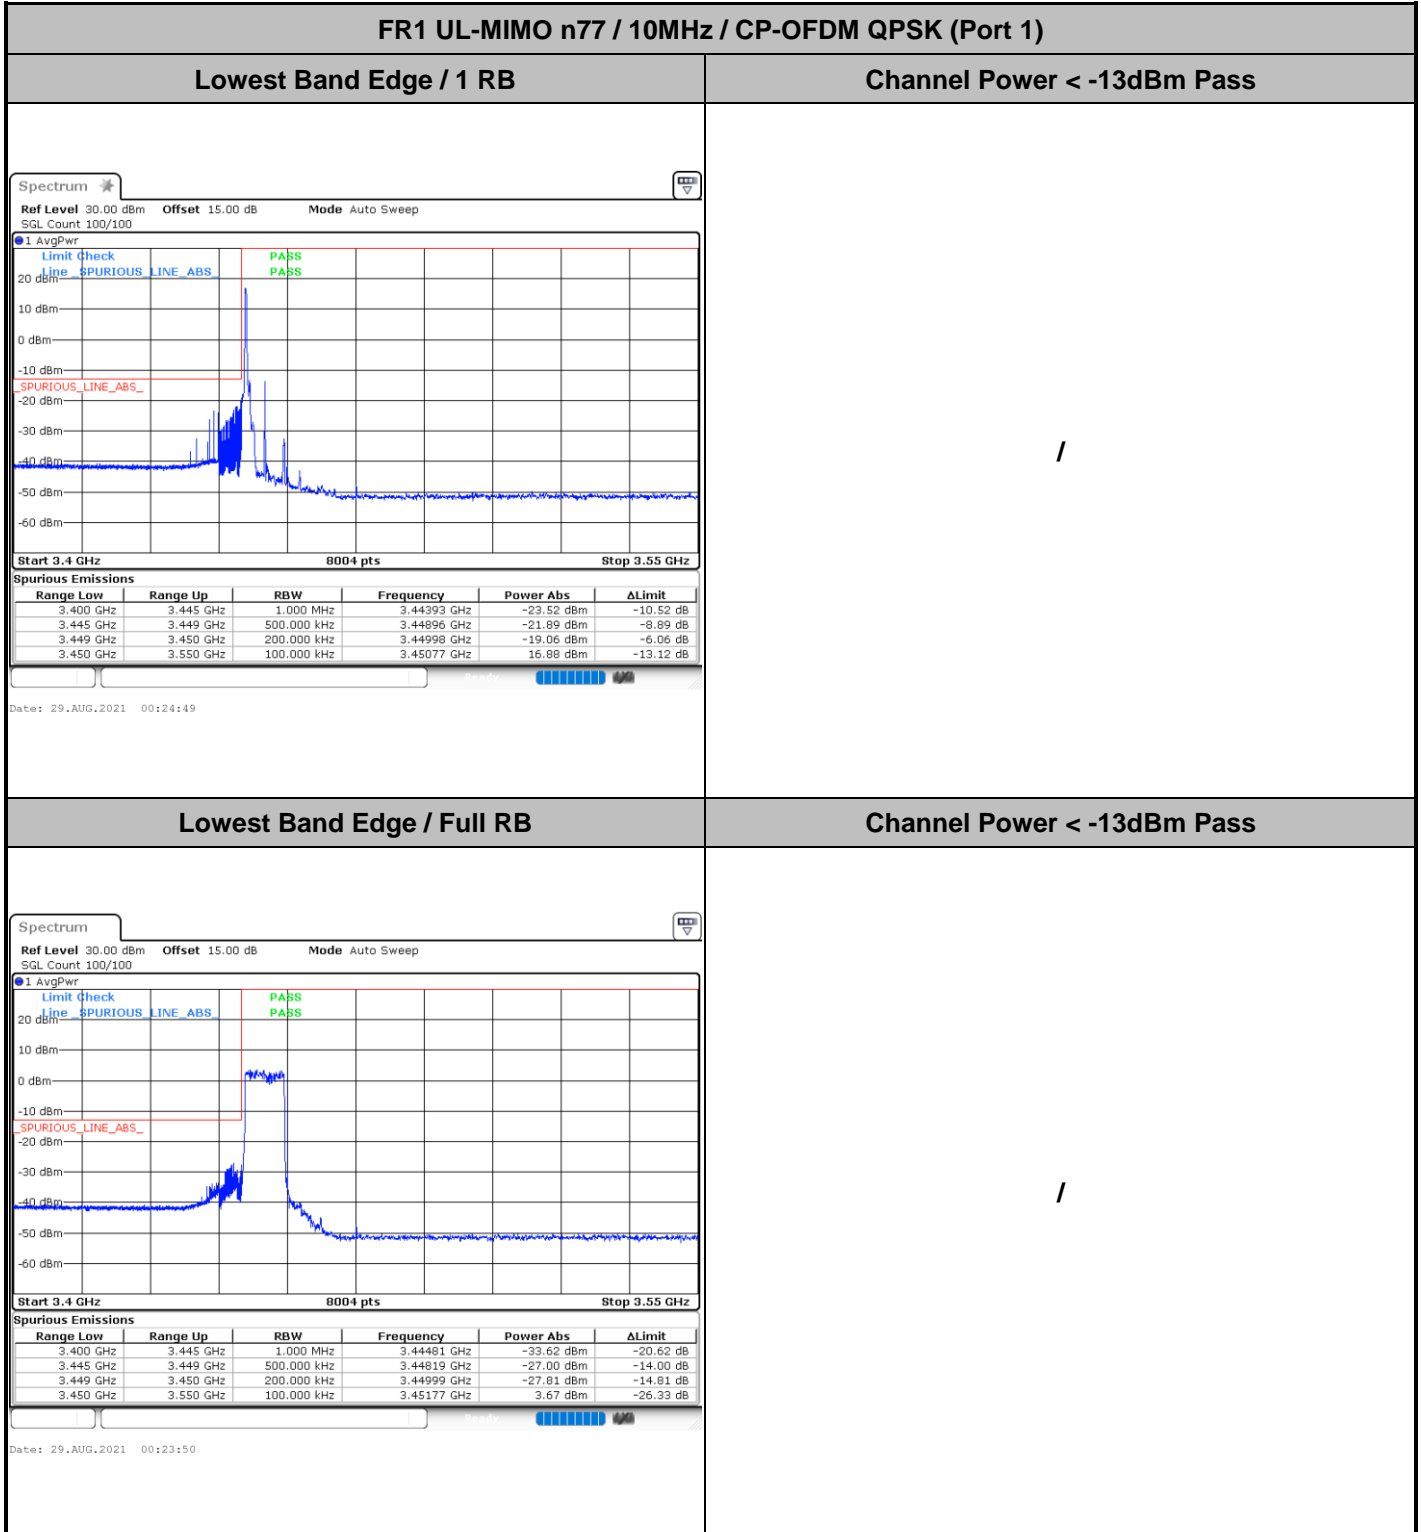 FR1 UL-MIMO n77 / 10MHz / CP-OFDM QPSK (Port 1)
Lowest Band Edge / 1 RB
Channel Power < -13dBm Pass
Spectrum
Ref Level 30.00 dBm Offset 15.00 dB Mode Auto Sweep
SGL Count 100/100
1 AvgPwr
Limit Check PASS
Line _SPURIOUS_LINE_ABS_ PASS
20 dBm
10 dBm
0 dBm
-10 dBm
_SPURIOUS_LINE_ABS_
-20 dBm
-30 dBm
-40 dBm
-50 dBm
-60 dBm
Start 3.4 GHz 8004 pts Stop 3.55 GHz
Spurious Emissions
Range Low Range Up RBW Frequency Power Abs ΔLimit
3.400 GHz 3.445 GHz 1.000 MHz 3.44393 GHz -23.52 dBm -10.52 dB
3.445 GHz 3.449 GHz 500.000 kHz 3.44896 GHz -21.89 dBm -8.89 dB
3.449 GHz 3.450 GHz 200.000 kHz 3.44998 GHz -19.06 dBm -6.06 dB
3.450 GHz 3.550 GHz 100.000 kHz 3.45077 GHz 16.88 dBm -13.12 dB
Ready
Date: 29.AUG.2021 00:24:49
/
Lowest Band Edge / Full RB
Channel Power < -13dBm Pass
Spectrum
Ref Level 30.00 dBm Offset 15.00 dB Mode Auto Sweep
SGL Count 100/100
1 AvgPwr
Limit Check PASS
Line _SPURIOUS_LINE_ABS_ PASS
20 dBm
10 dBm
0 dBm
-10 dBm
_SPURIOUS_LINE_ABS_
-20 dBm
-30 dBm
-40 dBm
-50 dBm
-60 dBm
Start 3.4 GHz 8004 pts Stop 3.55 GHz
Spurious Emissions
Range Low Range Up RBW Frequency Power Abs ΔLimit
3.400 GHz 3.445 GHz 1.000 MHz 3.44481 GHz -33.62 dBm -20.62 dB
3.445 GHz 3.449 GHz 500.000 kHz 3.44819 GHz -27.00 dBm -14.00 dB
3.449 GHz 3.450 GHz 200.000 kHz 3.44999 GHz -27.81 dBm -14.81 dB
3.450 GHz 3.550 GHz 100.000 kHz 3.45177 GHz 3.67 dBm -26.33 dB
Ready
Date: 29.AUG.2021 00:23:50
/